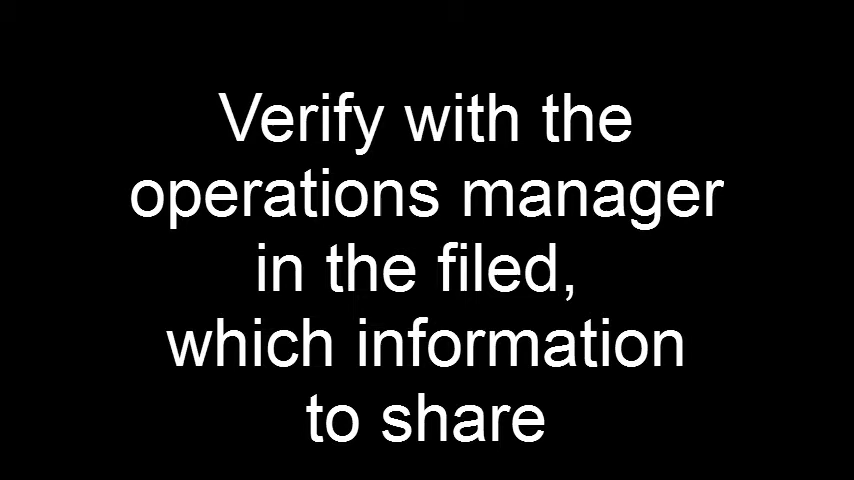 Verify with the
operations manager
in the filed,
which information
to share